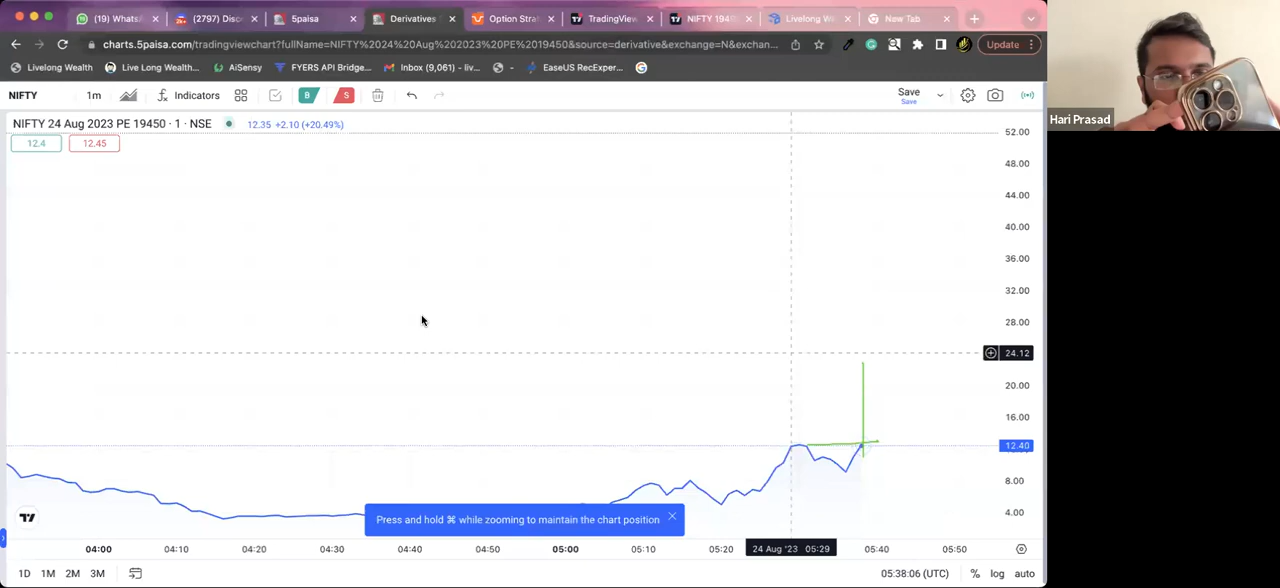 (19) Whats
(2797) Disc
5paisa
Derivatives
Option Stra
TradingView
NIFTY 1945
Livelong We
New Tab
charts.5paisa.com/tradingviewchart?fullName=NIFTY%2024%20Aug%202023%20PE%2019450&source=derivative&exchange=N&exchan...
Update
Livelong Wealth
Live Long Wealth...
AiSensy
FYERS API Bridge...
Inbox (9,061) - liv...
-
EaseUS RecExper...
Hari Prasad
NIFTY
1m
Indicators
B
S
Save
Save
NIFTY 24 Aug 2023 PE 19450 · 1 · NSE
12.35 +2.10 (+20.49%)
12.4
12.45
52.00
48.00
44.00
40.00
36.00
32.00
28.00
24.12
20.00
16.00
12.40
8.00
4.00
Press and hold ⌘ while zooming to maintain the chart position
04:00
04:10
04:20
04:30
04:40
04:50
05:00
05:10
05:20
24 Aug '23 05:29
05:40
05:50
1D
1M
2M
3M
05:38:06 (UTC)
%
log
auto